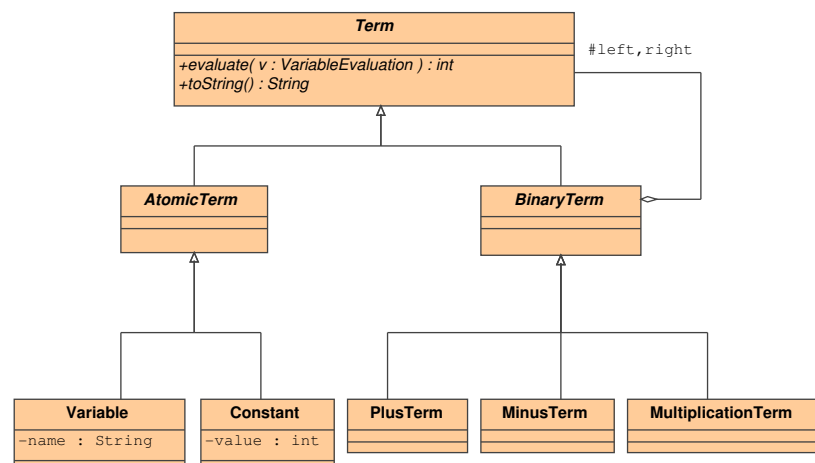 Term
#left,right
+evaluate( v : VariableEvaluation ) : int
+toString() : String
AtomicTerm
BinaryTerm
Variable
Constant
PlusTerm
MinusTerm
MultiplicationTerm
-name : String
-value : int